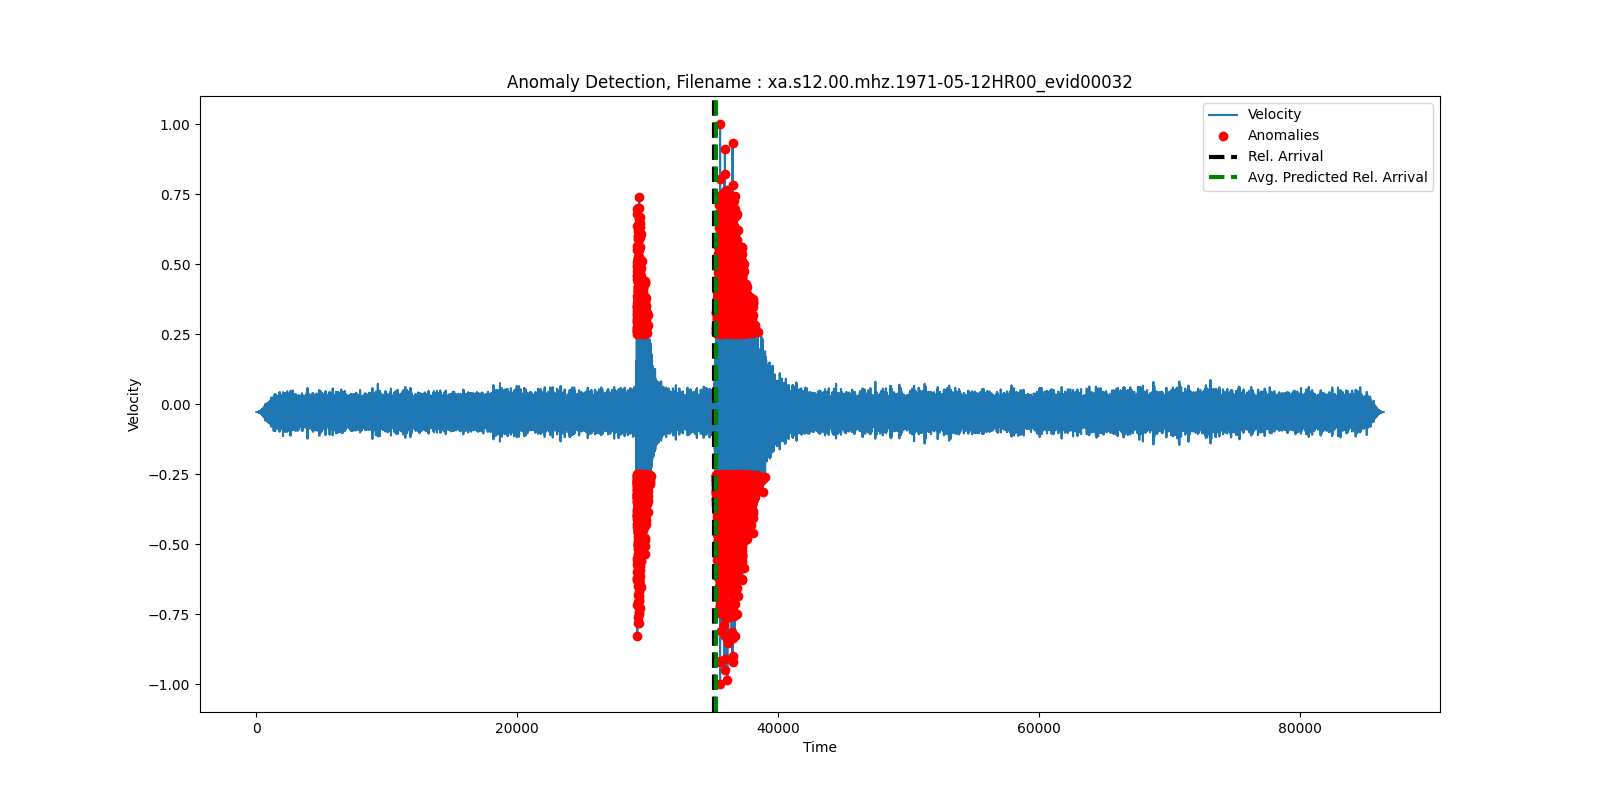 Anomaly Detection, Filename : xa.s12.00.mhz.1971-05-12HR00_evid00032
Velocity
Anomalies
Rel. Arrival
Avg. Predicted Rel. Arrival
1.00
0.75
0.50
0.25
0.00
−0.25
−0.50
−0.75
−1.00
Velocity
0 20000 40000 60000 80000
Time